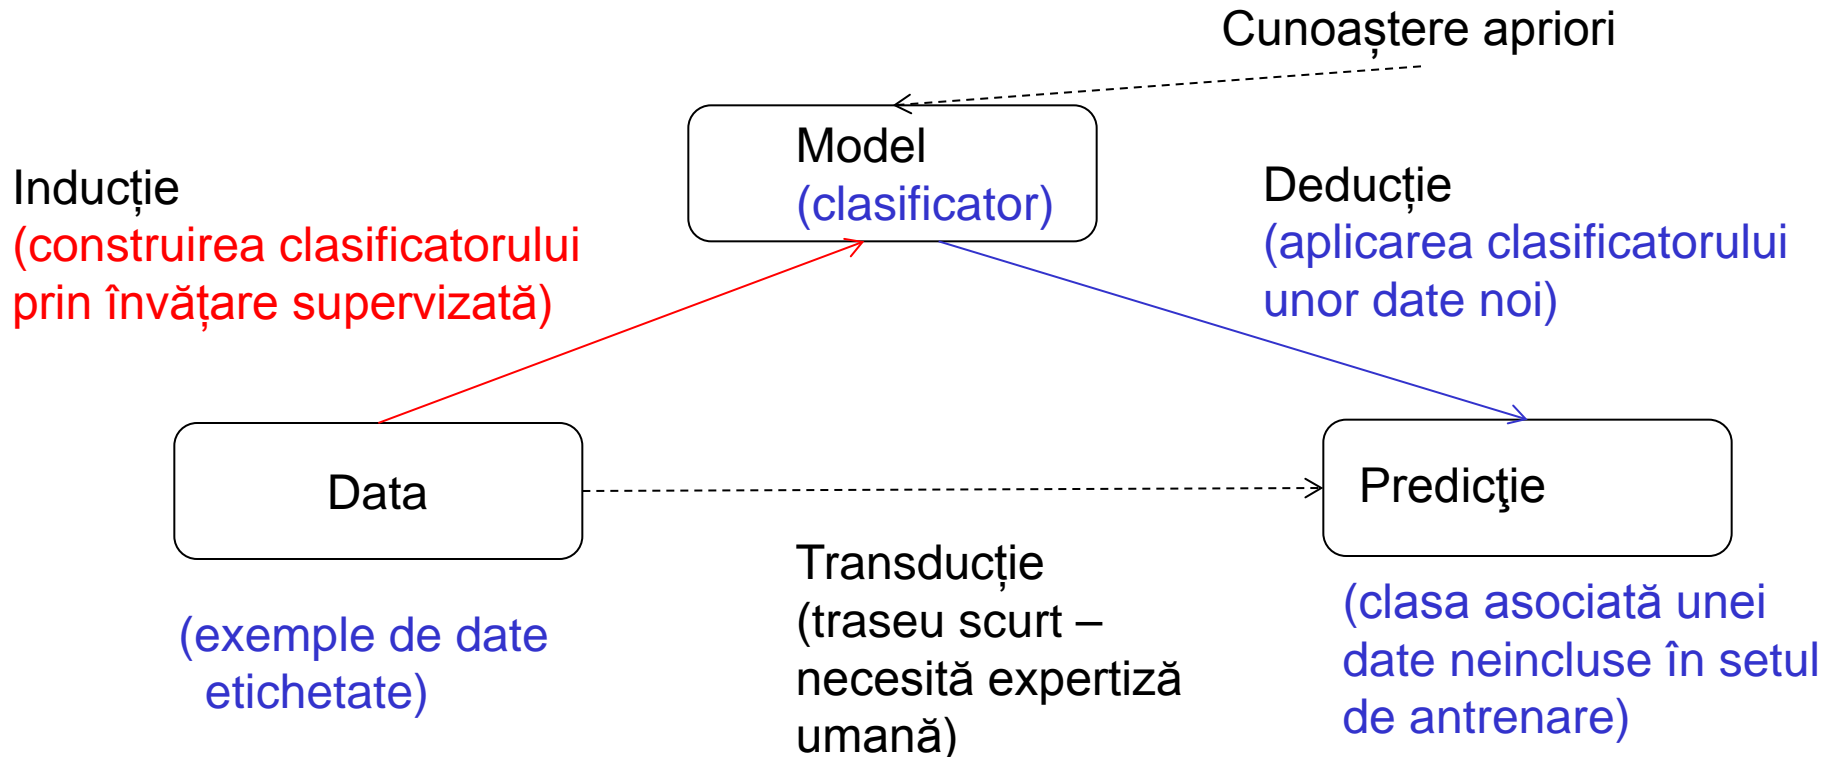 Cunoaștere apriori
Model
(clasificator)
Inducție
(construirea clasificatorului
prin învățare supervizată)
Deducție
(aplicarea clasificatorului
unor date noi)
Data
Predicţie
(exemple de date
etichetate)
Transducție
(traseu scurt –
necesită expertiză
umană)
(clasa asociată unei
date neincluse în setul
de antrenare)